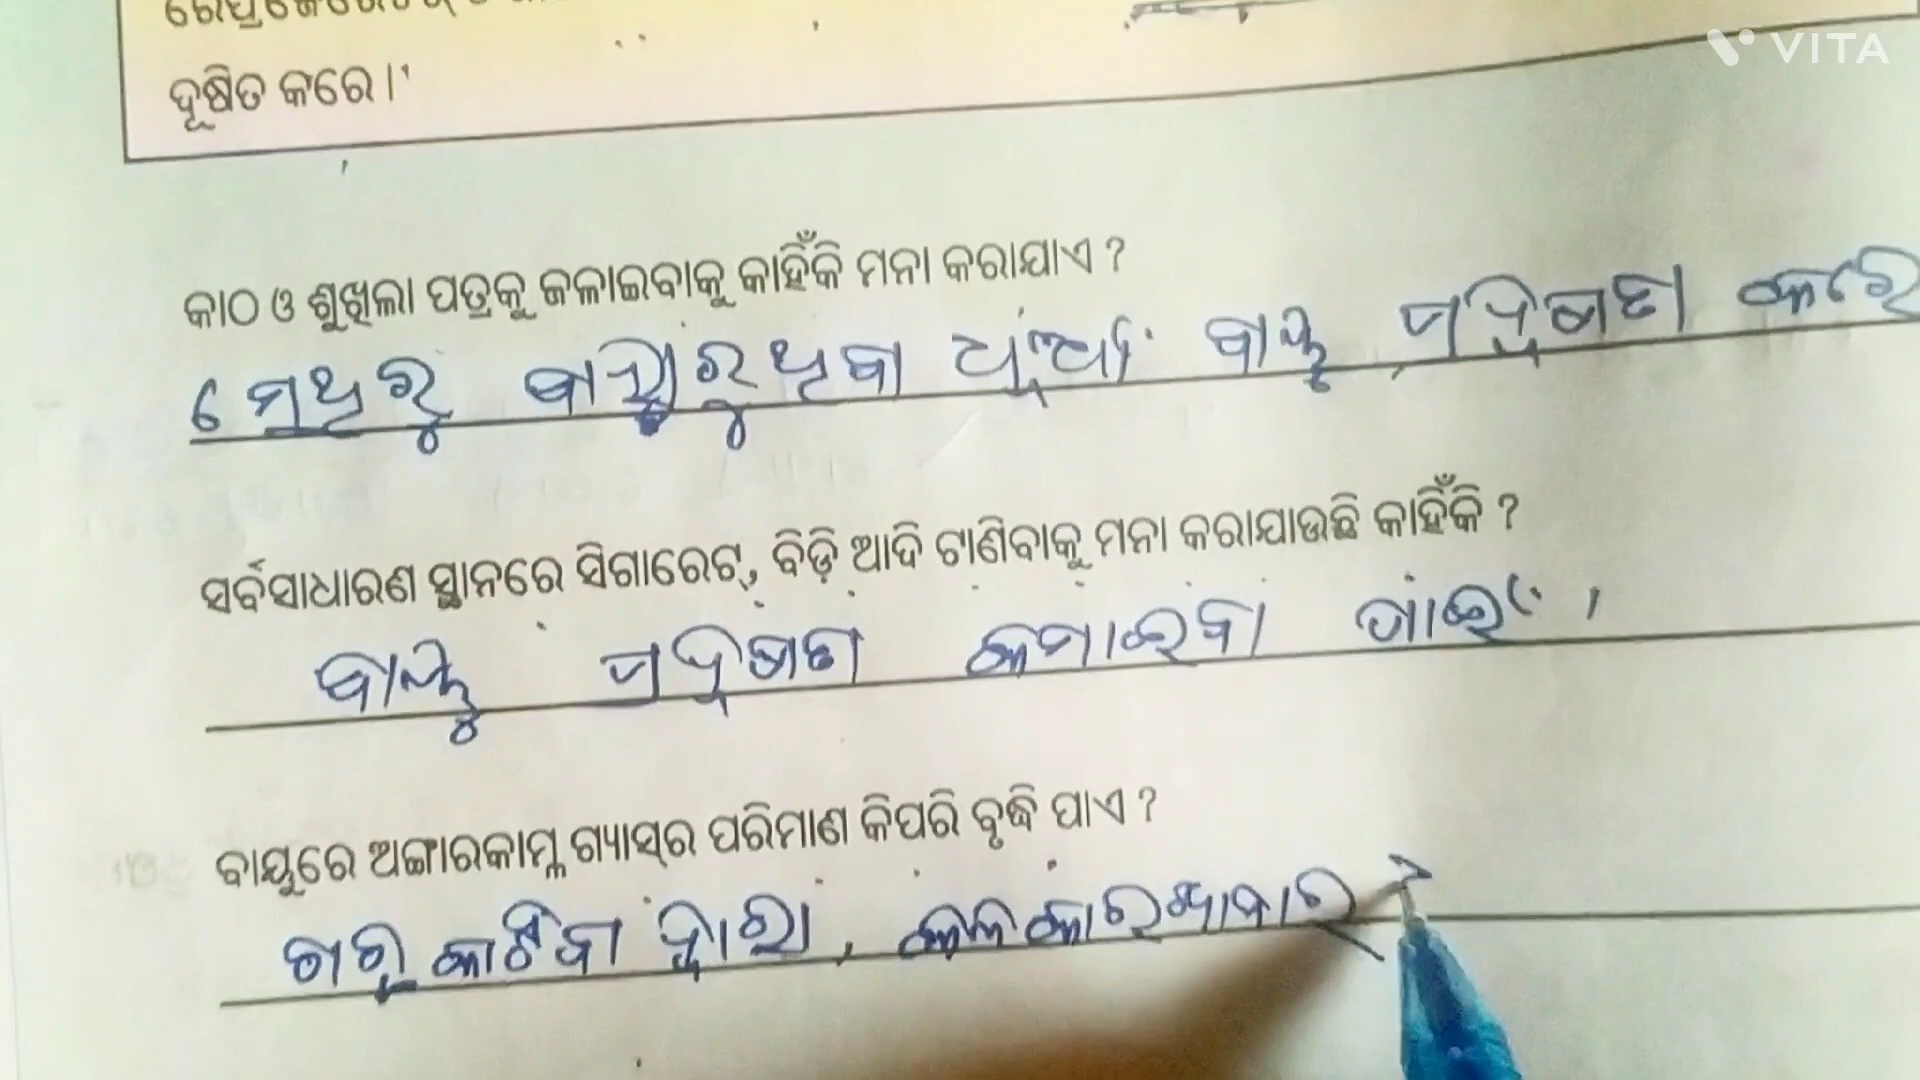 VITA
ଦୂଷିତ କରେ ।'
କାଠ ଓ ଶୁଖିଲା ପତ୍ରକୁ ଜଳାଇବାକୁ କାହିଁକି ମନା କରାଯାଏ ?
ସେଥିରୁ ବାହାରୁଥିବା ଧୂଆଁ ବାୟୁ ପ୍ରଦୂଷଣ କରେ
ସର୍ବସାଧାରଣ ସ୍ଥାନରେ ସିଗାରେଟ୍, ବିଡ଼ି ଆଦି ଟାଣିବାକୁ ମନା କରାଯାଉଛି କାହିଁକି ?
ବାୟୁ ପ୍ରଦୂଷଣ କମାଇବା ପାଇଁ ।
ବାୟୁରେ ଅଙ୍ଗାରକାମ୍ଳ ଗ୍ୟାସ୍‌ର ପରିମାଣ କିପରି ବୃଦ୍ଧି ପାଏ ?
ଗଛ କାଟିବା ଦ୍ୱାରା, କଳକାରଖାନାର